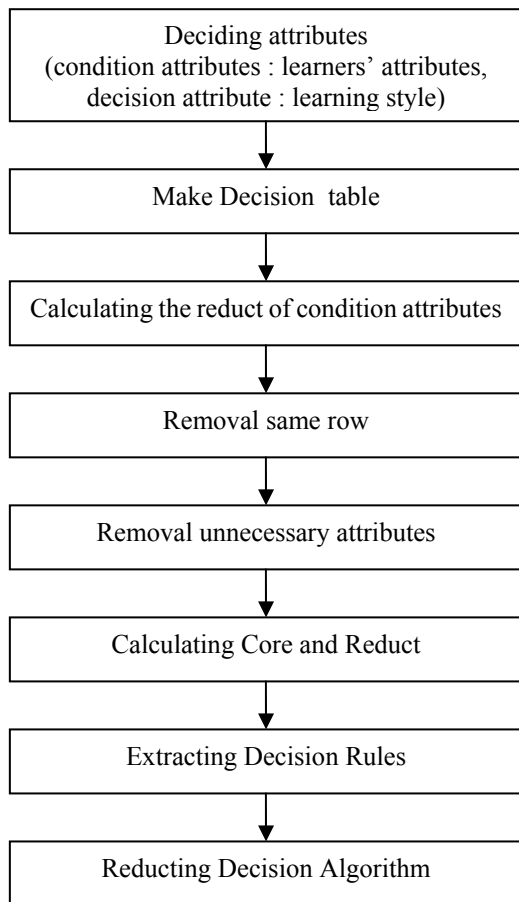 Deciding attributes
(condition attributes : learners’ attributes,
decision attribute : learning style)
Make Decision table
Calculating the reduct of condition attributes
Removal same row
Removal unnecessary attributes
Calculating Core and Reduct
Extracting Decision Rules
Reducting Decision Algorithm